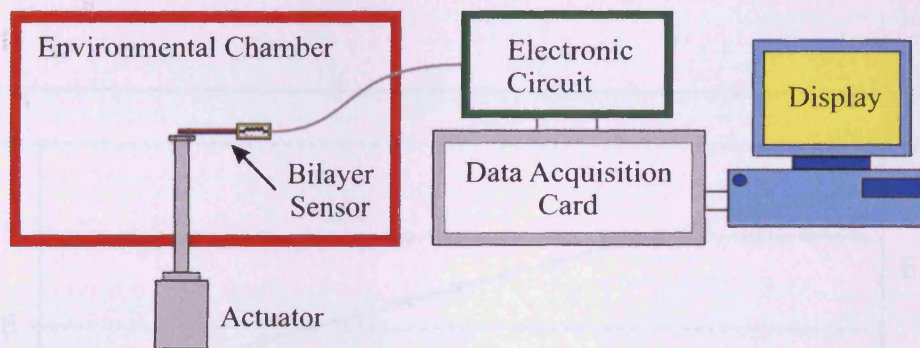 Environmental Chamber
Bilayer
Sensor
Actuator
Electronic
Circuit
Data Acquisition
Card
Display